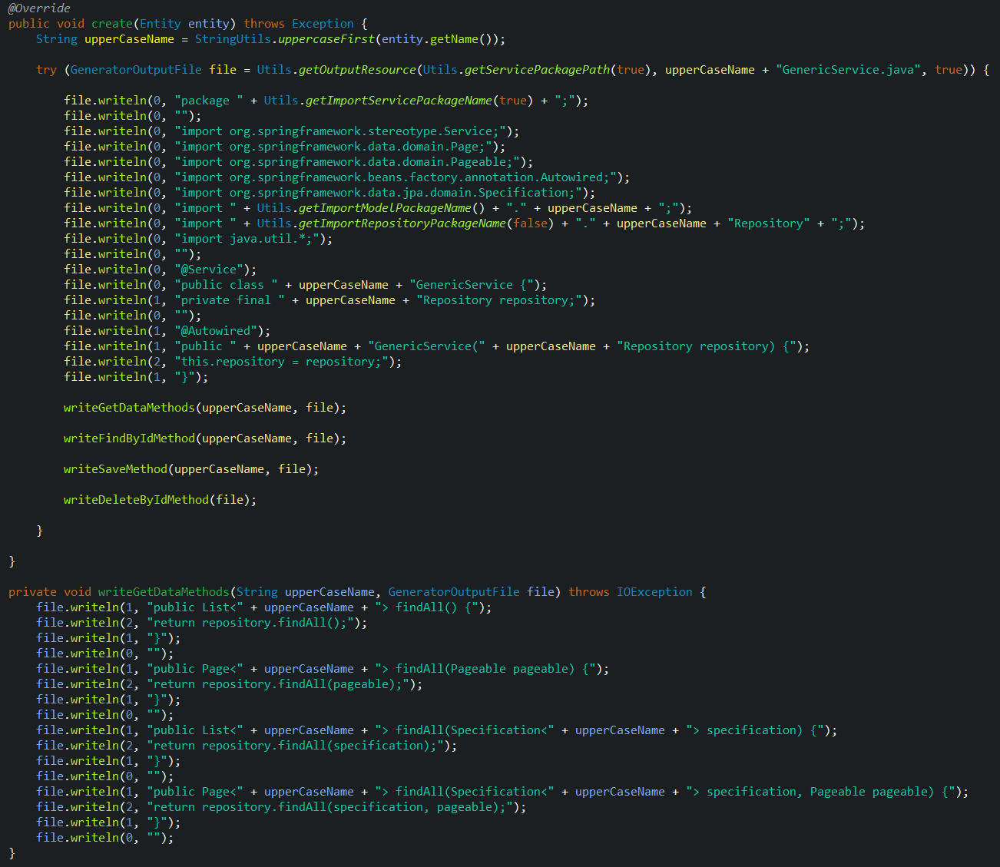 @Override
public void create(Entity entity) throws Exception {
    String upperCaseName = StringUtils.uppercaseFirst(entity.getName());

    try (GeneratorOutputFile file = Utils.getOutputResource(Utils.getServicePackagePath(true), upperCaseName + "GenericService.java", true)) {

        file.writeln(0, "package " + Utils.getImportServicePackageName(true) + ";");
        file.writeln(0, "");
        file.writeln(0, "import org.springframework.stereotype.Service;");
        file.writeln(0, "import org.springframework.data.domain.Page;");
        file.writeln(0, "import org.springframework.data.domain.Pageable;");
        file.writeln(0, "import org.springframework.beans.factory.annotation.Autowired;");
        file.writeln(0, "import org.springframework.data.jpa.domain.Specification;");
        file.writeln(0, "import " + Utils.getImportModelPackageName() + "." + upperCaseName + ";");
        file.writeln(0, "import " + Utils.getImportRepositoryPackageName(false) + "." + upperCaseName + "Repository" + ";");
        file.writeln(0, "import java.util.*;");
        file.writeln(0, "");
        file.writeln(0, "@Service");
        file.writeln(0, "public class " + upperCaseName + "GenericService {");
        file.writeln(1, "private final " + upperCaseName + "Repository repository;");
        file.writeln(0, "");
        file.writeln(1, "@Autowired");
        file.writeln(1, "public " + upperCaseName + "GenericService(" + upperCaseName + "Repository repository) {");
        file.writeln(2, "this.repository = repository;");
        file.writeln(1, "}");

        writeGetDataMethods(upperCaseName, file);

        writeFindByIdMethod(upperCaseName, file);

        writeSaveMethod(upperCaseName, file);

        writeDeleteByIdMethod(file);

    }

}

private void writeGetDataMethods(String upperCaseName, GeneratorOutputFile file) throws IOException {
    file.writeln(1, "public List<" + upperCaseName + "> findAll() {");
    file.writeln(2, "return repository.findAll();");
    file.writeln(1, "}");
    file.writeln(0, "");
    file.writeln(1, "public Page<" + upperCaseName + "> findAll(Pageable pageable) {");
    file.writeln(2, "return repository.findAll(pageable);");
    file.writeln(1, "}");
    file.writeln(0, "");
    file.writeln(1, "public List<" + upperCaseName + "> findAll(Specification<" + upperCaseName + "> specification) {");
    file.writeln(2, "return repository.findAll(specification);");
    file.writeln(1, "}");
    file.writeln(0, "");
    file.writeln(1, "public Page<" + upperCaseName + "> findAll(Specification<" + upperCaseName + "> specification, Pageable pageable) {");
    file.writeln(2, "return repository.findAll(specification, pageable);");
    file.writeln(1, "}");
    file.writeln(0, "");
}